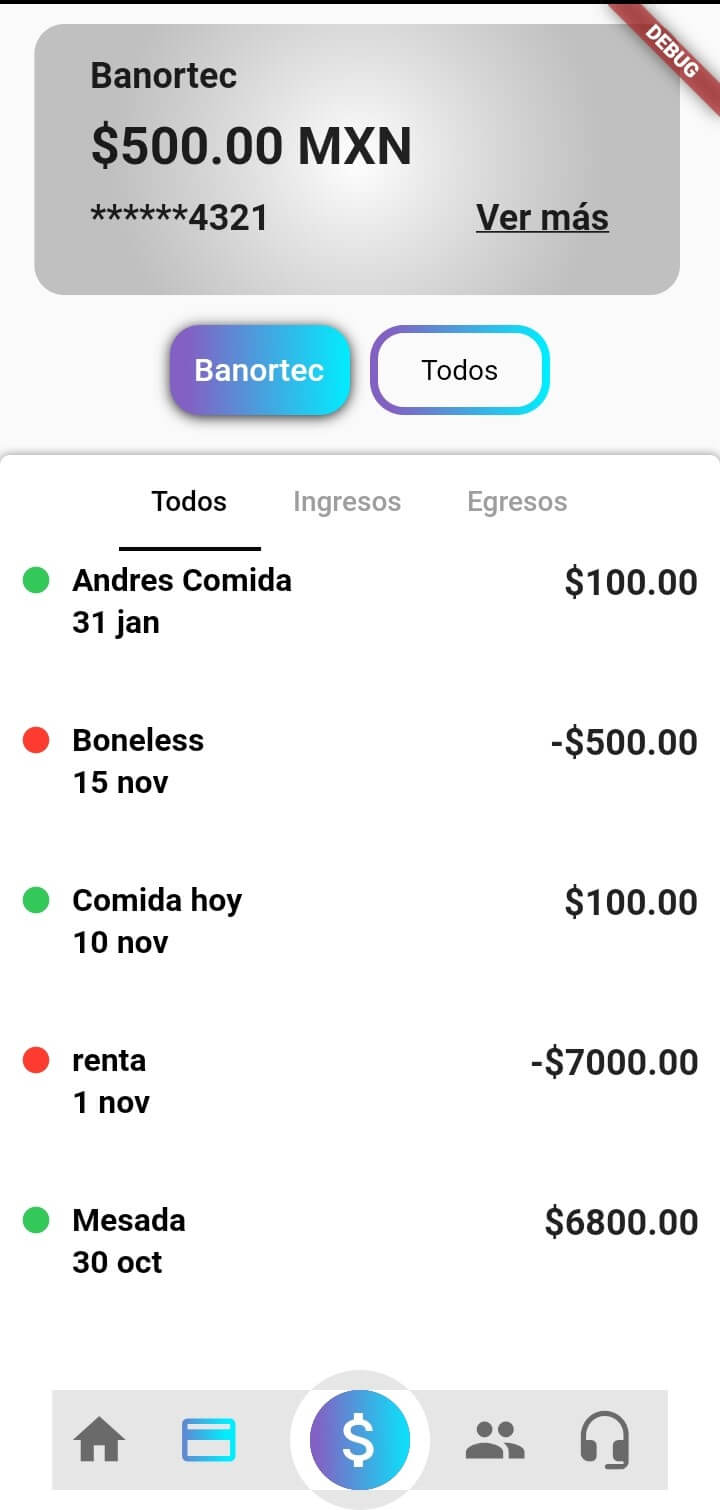 DEBUG
Banortec
$500.00 MXN
******4321
Ver más
Banortec
Todos
Todos
Ingresos
Egresos
Andres Comida
$100.00
31 jan
Boneless
-$500.00
15 nov
Comida hoy
$100.00
10 nov
renta
-$7000.00
1 nov
Mesada
$6800.00
30 oct
$